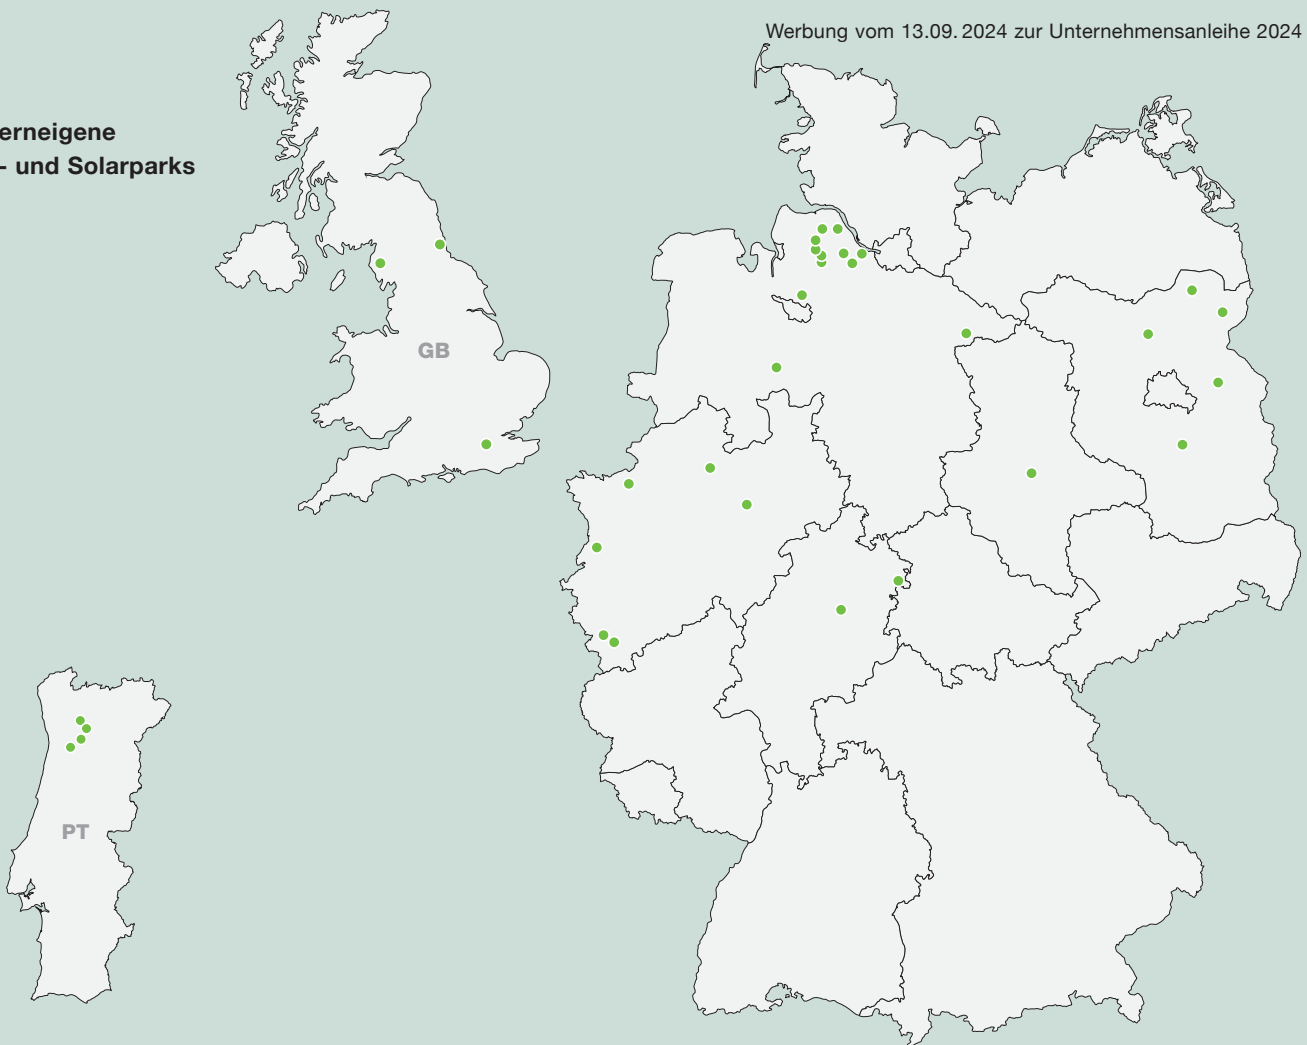 Werbung vom 13.09.2024 zur Unternehmensanleihe 2024
erneigene
- und Solarparks
GB
PT